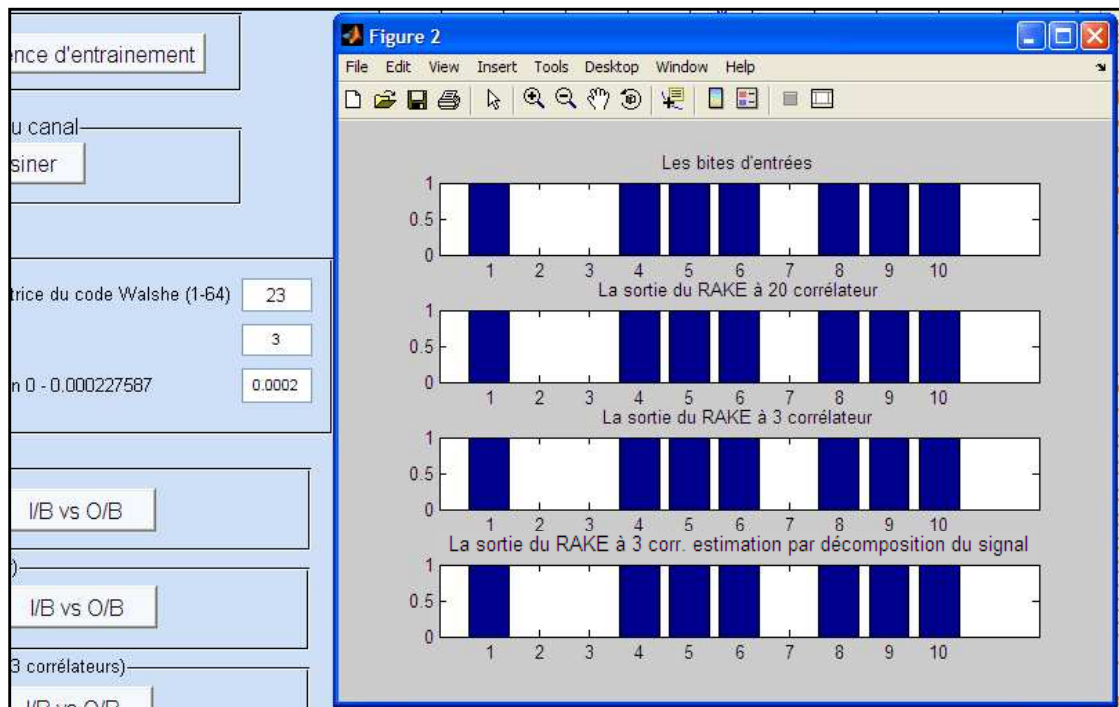 ence d'entrainement
u canal
siner
trice du code Walshe (1-64) 23
3
n 0 - 0.000227587 0.0002
I/B vs O/B
)
I/B vs O/B
3 corrélateurs)
I/B vs O/B
Figure 2
File Edit View Insert Tools Desktop Window Help
Les bites d'entrées
1
0.5
0
1 2 3 4 5 6 7 8 9 10
La sortie du RAKE à 20 corrélateur
1
0.5
0
1 2 3 4 5 6 7 8 9 10
La sortie du RAKE à 3 corrélateur
1
0.5
0
1 2 3 4 5 6 7 8 9 10
La sortie du RAKE à 3 corr. estimation par décomposition du signal
1
0.5
0
1 2 3 4 5 6 7 8 9 10